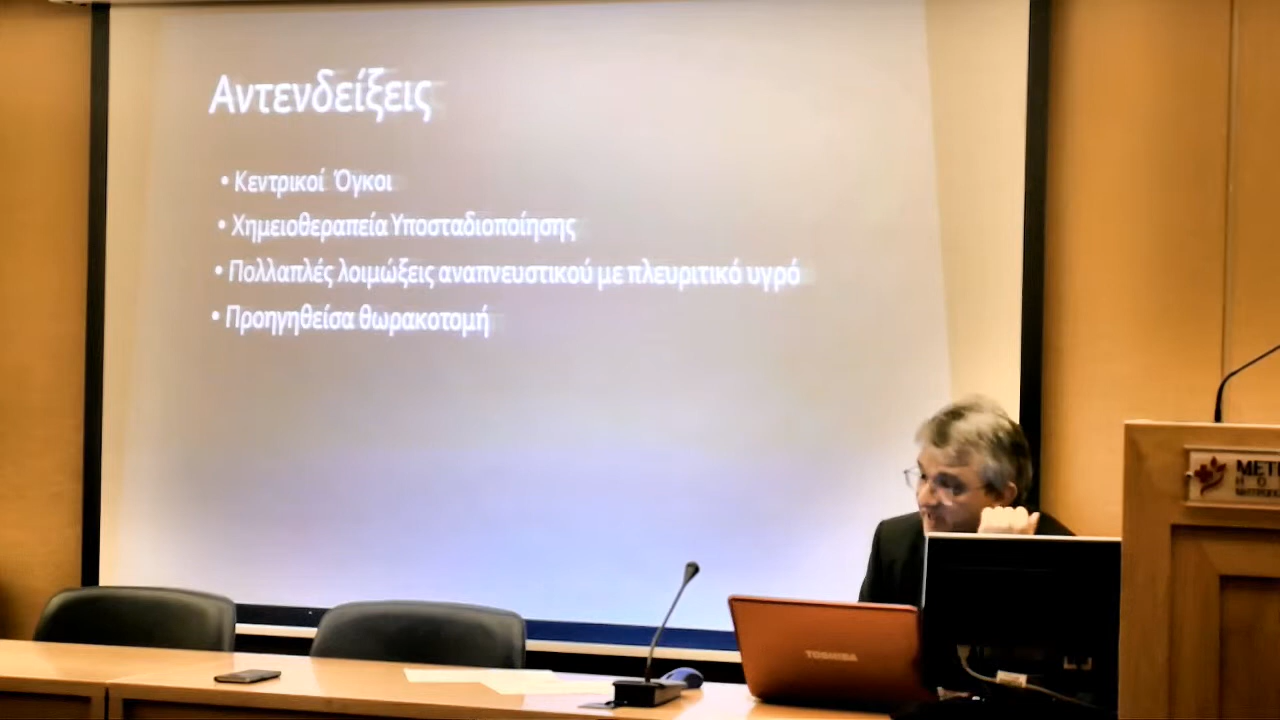 Αντενδείξεις
• Κεντρικοί Όγκοι
• Χημειοθεραπεία Υποσταδιοποίησης
• Πολλαπλές λοιμώξεις αναπνευστικού με πλευριτικό υγρό
• Προηγηθείσα θωρακοτομή
TOSHIBA